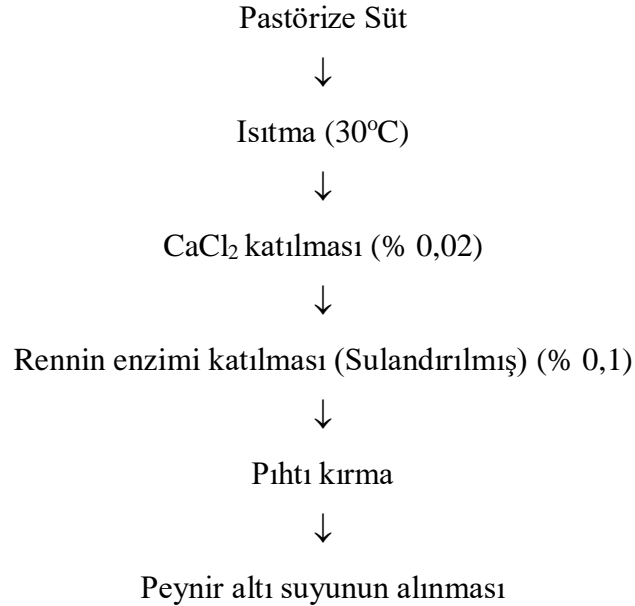 Pastörize Süt
↓
Isıtma (30°C)
↓
CaCl₂ katılması (% 0,02)
↓
Rennin enzimi katılması (Sulandırılmış) (% 0,1)
↓
Pıhtı kırma
↓
Peynir altı suyunun alınması